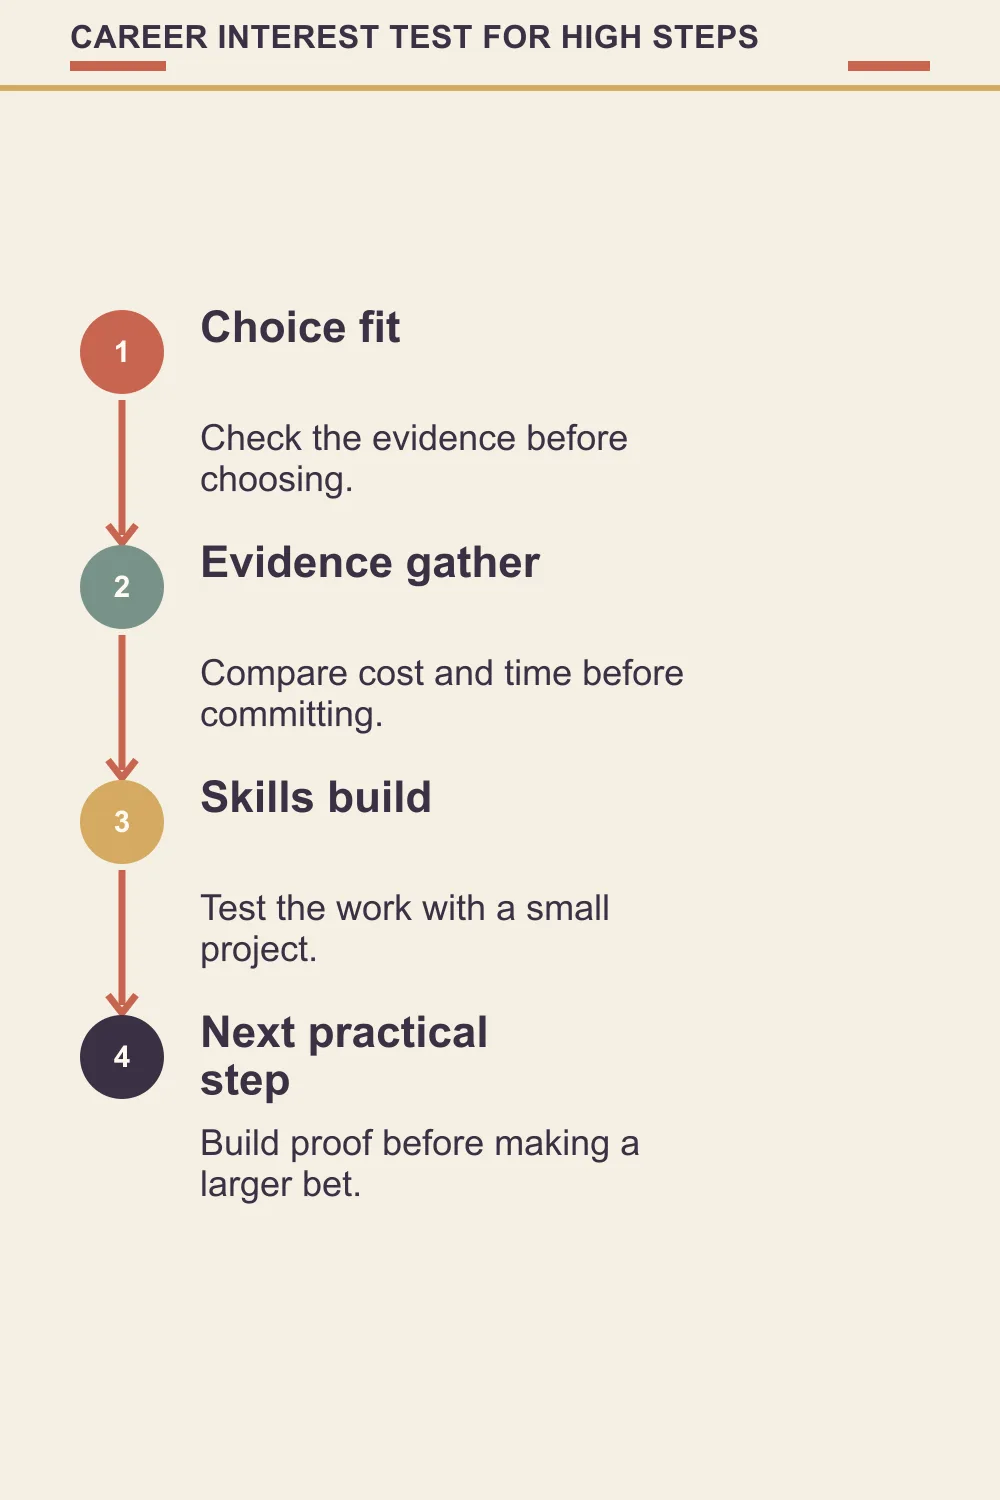 CAREER INTEREST TEST FOR HIGH STEPS
1
Choice fit
Check the evidence before
choosing.
2
Evidence gather
Compare cost and time before
committing.
3
Skills build
Test the work with a small
project.
4
Next practical
step
Build proof before making a
larger bet.